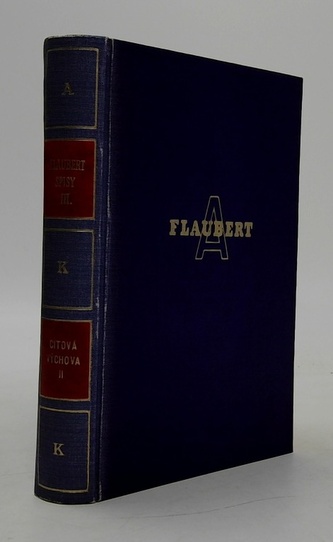 A
FLAUBERT
SPISY
III.
K
CITOVÁ
VÝCHOVA
II
K
FLAUBERT
A